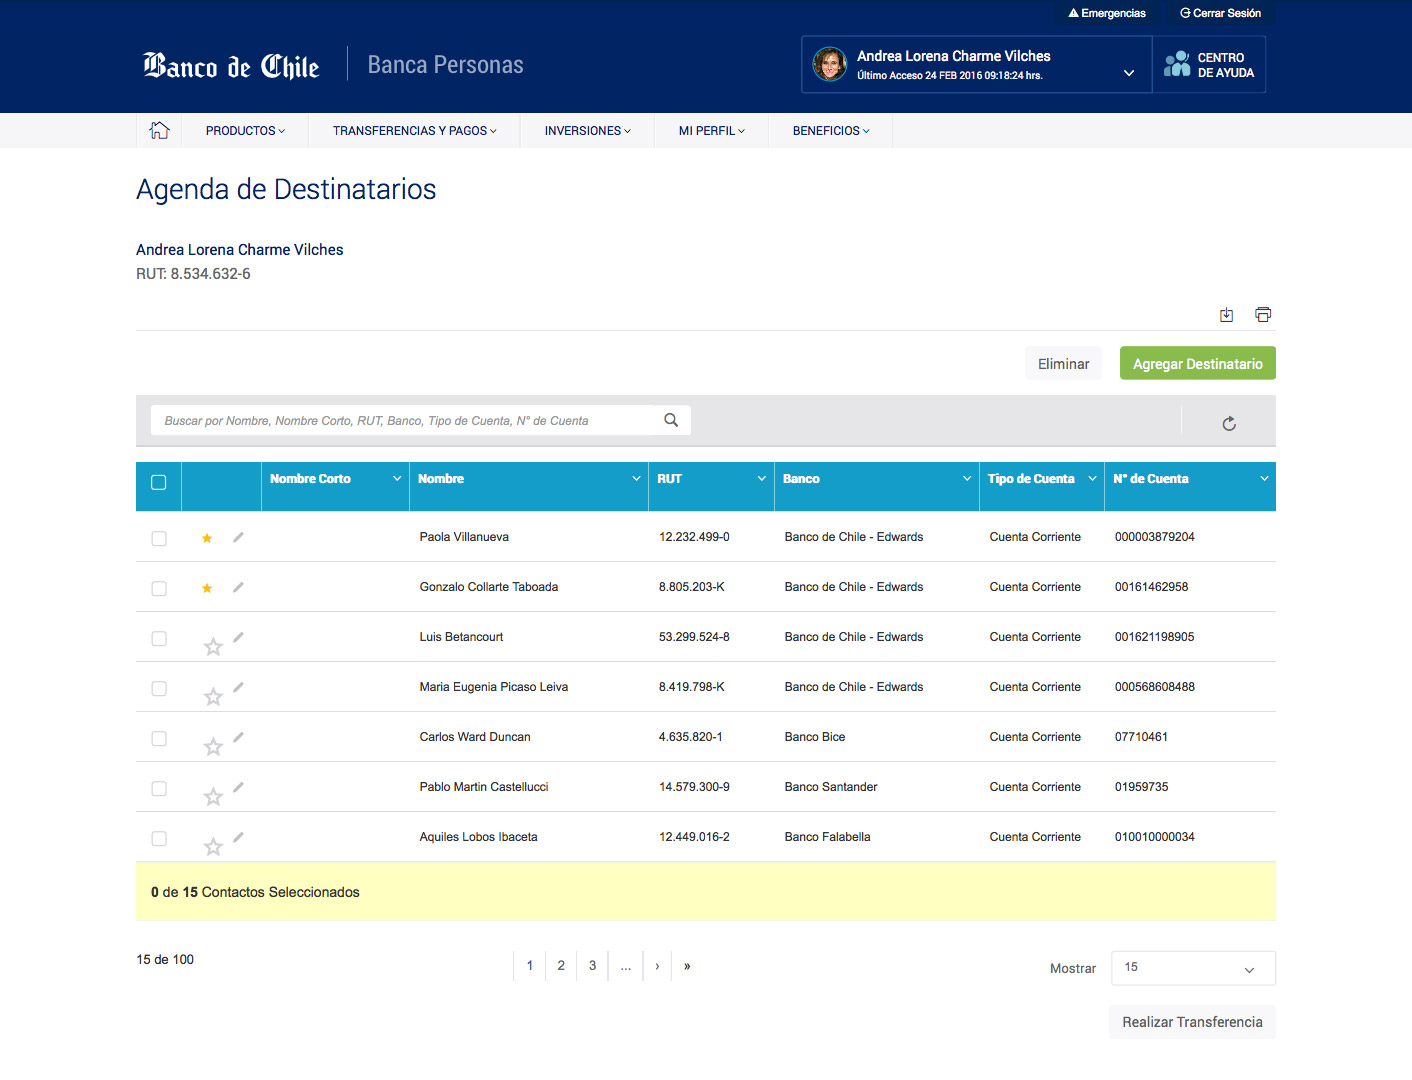 Emergencias Cerrar Sesión
Banco de Chile Banca Personas
Andrea Lorena Charme Vilches
Último Acceso 24 FEB 2016 09:18:24 hrs.
CENTRO
DE AYUDA
PRODUCTOS TRANSFERENCIAS Y PAGOS INVERSIONES MI PERFIL BENEFICIOS
Agenda de Destinatarios
Andrea Lorena Charme Vilches
RUT: 8.534.632-6
Eliminar Agregar Destinatario
Buscar por Nombre, Nombre Corto, RUT, Banco, Tipo de Cuenta, N° de Cuenta
Nombre Corto Nombre RUT Banco Tipo de Cuenta N° de Cuenta
Paola Villanueva 12.232.499-0 Banco de Chile - Edwards Cuenta Corriente 000003879204
Gonzalo Collarte Taboada 8.805.203-K Banco de Chile - Edwards Cuenta Corriente 00161462958
Luis Betancourt 53.299.524-8 Banco de Chile - Edwards Cuenta Corriente 001621198905
Maria Eugenia Picaso Leiva 8.419.798-K Banco de Chile - Edwards Cuenta Corriente 000568608488
Carlos Ward Duncan 4.635.820-1 Banco Bice Cuenta Corriente 07710461
Pablo Martin Castellucci 14.579.300-9 Banco Santander Cuenta Corriente 01959735
Aquiles Lobos Ibaceta 12.449.016-2 Banco Falabella Cuenta Corriente 010010000034
0 de 15 Contactos Seleccionados
15 de 100 1 2 3 ... › » Mostrar 15
Realizar Transferencia